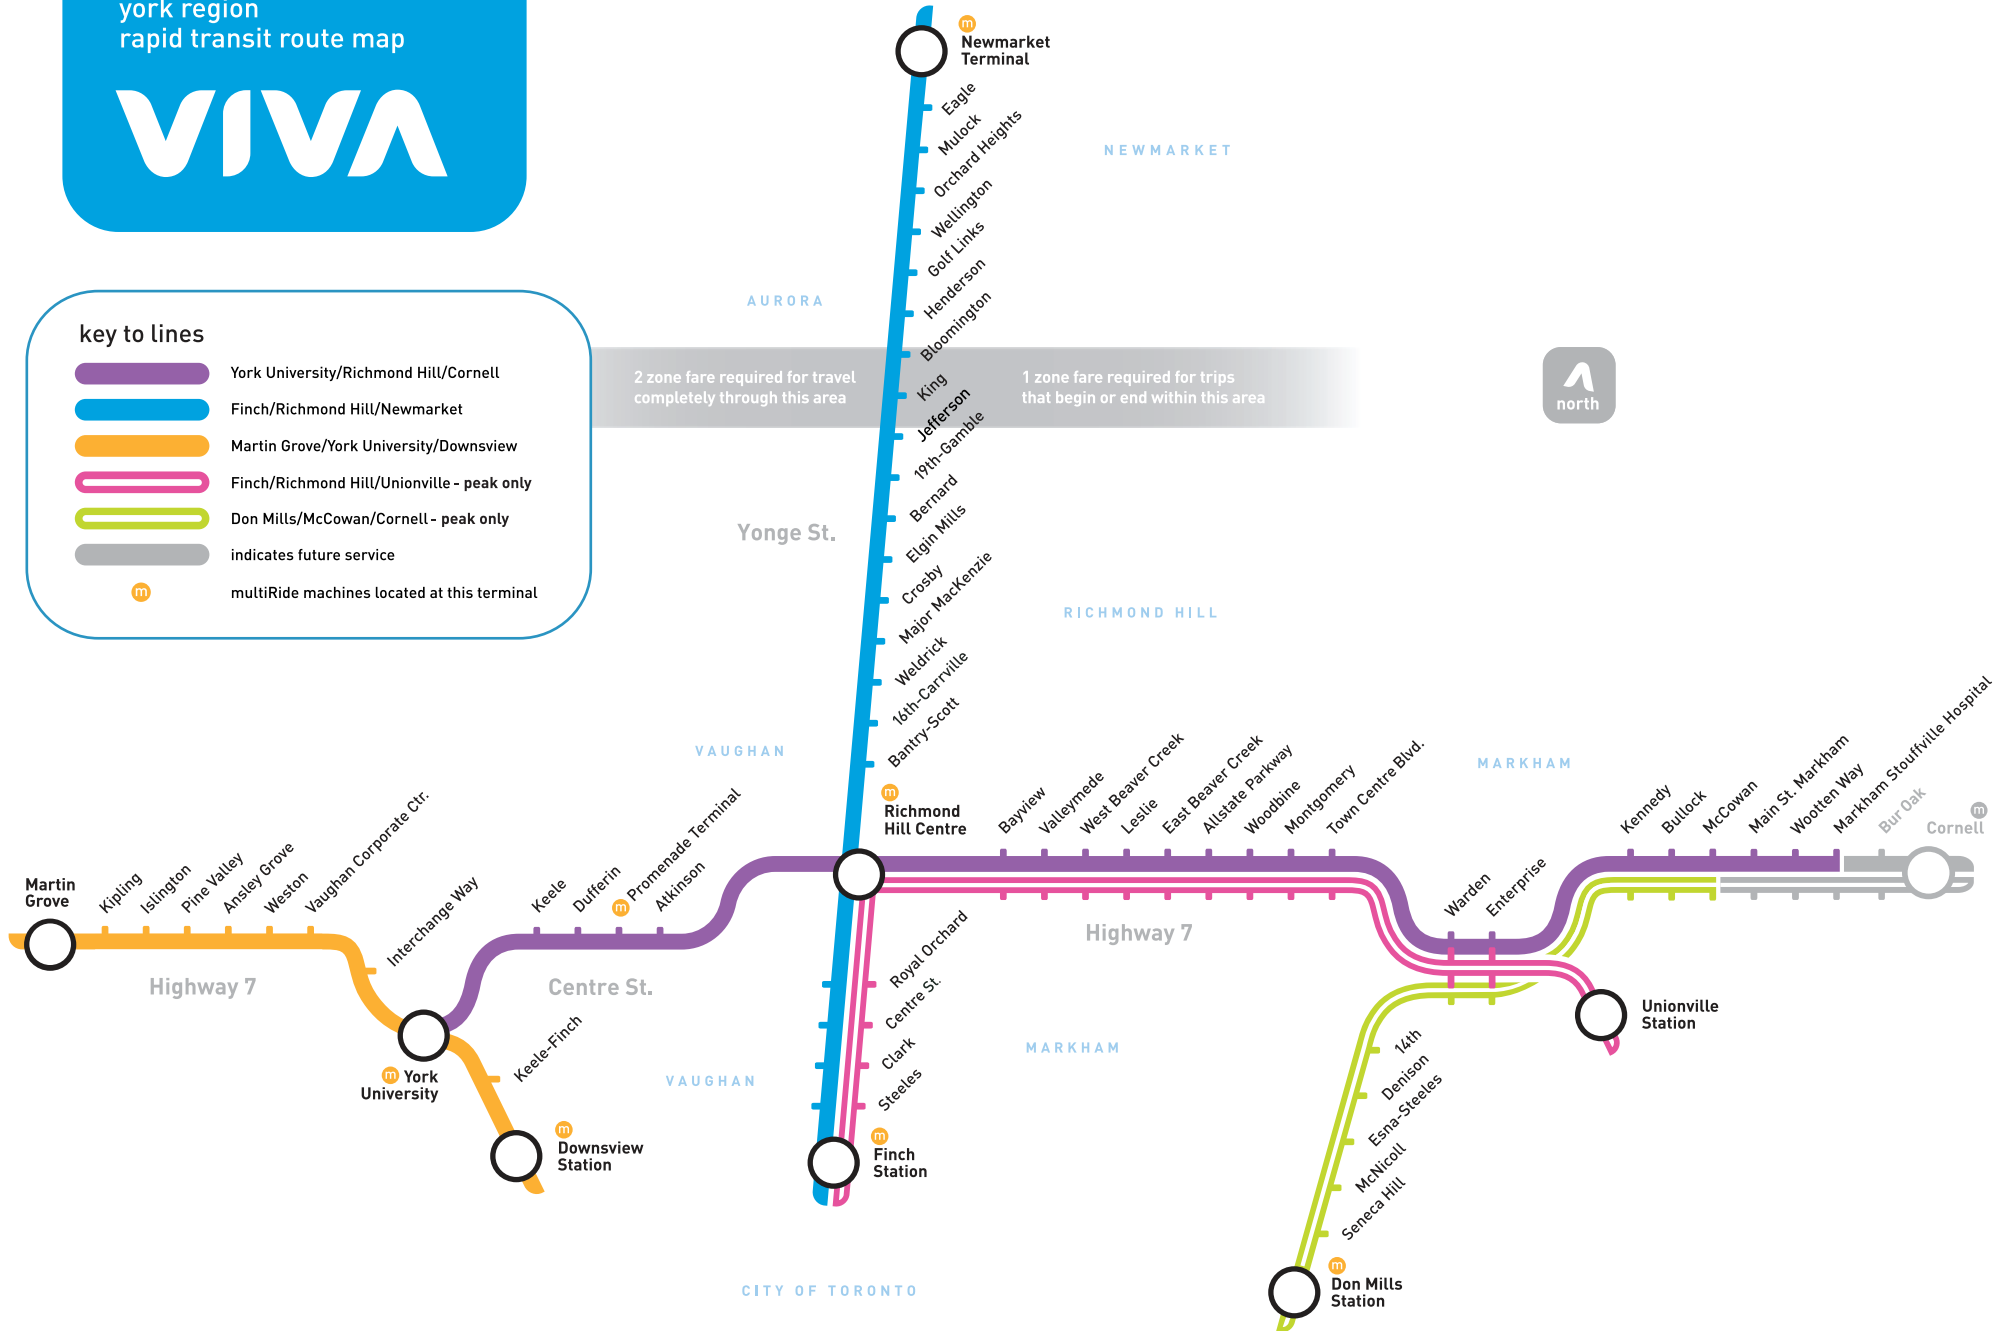 york region
rapid transit route map
VIVA
key to lines
York University/Richmond Hill/Cornell
Finch/Richmond Hill/Newmarket
Martin Grove/York University/Downsview
Finch/Richmond Hill/Unionville - peak only
Don Mills/McCowan/Cornell - peak only
indicates future service
m
multiRide machines located at this terminal
m
Newmarket
Terminal
Eagle
Mulock
Orchard Heights
Wellington
Golf Links
Henderson
Bloomington
King
Jefferson
19th-Gamble
Bernard
Elgin Mills
Crosby
Major MacKenzie
Weldrick
16th-Carrville
Bantry-Scott
NEWMARKET
AURORA
2 zone fare required for travel
completely through this area
1 zone fare required for trips
that begin or end within this area
north
Yonge St.
RICHMOND HILL
VAUGHAN
MARKHAM
m
Richmond
Hill Centre
Bayview
Valleymede
West Beaver Creek
Leslie
East Beaver Creek
Allstate Parkway
Woodbine
Montgomery
Town Centre Blvd.
Warden
Enterprise
Kennedy
Bullock
McCowan
Main St. Markham
Wootten Way
Markham Stouffville Hospital
Bur Oak
m
Cornell
Martin
Grove
Kipling
Islington
Pine Valley
Ansley Grove
Weston
Vaughan Corporate Ctr.
Interchange Way
Keele
Dufferin
m
Promenade Terminal
Atkinson
Highway 7
Centre St.
Highway 7
m
York
University
Keele-Finch
m
Downsview
Station
VAUGHAN
Royal Orchard
Centre St.
Clark
Steeles
m
Finch
Station
MARKHAM
Unionville
Station
14th
Denison
Esna-Steeles
McNicoll
Seneca Hill
m
Don Mills
Station
CITY OF TORONTO